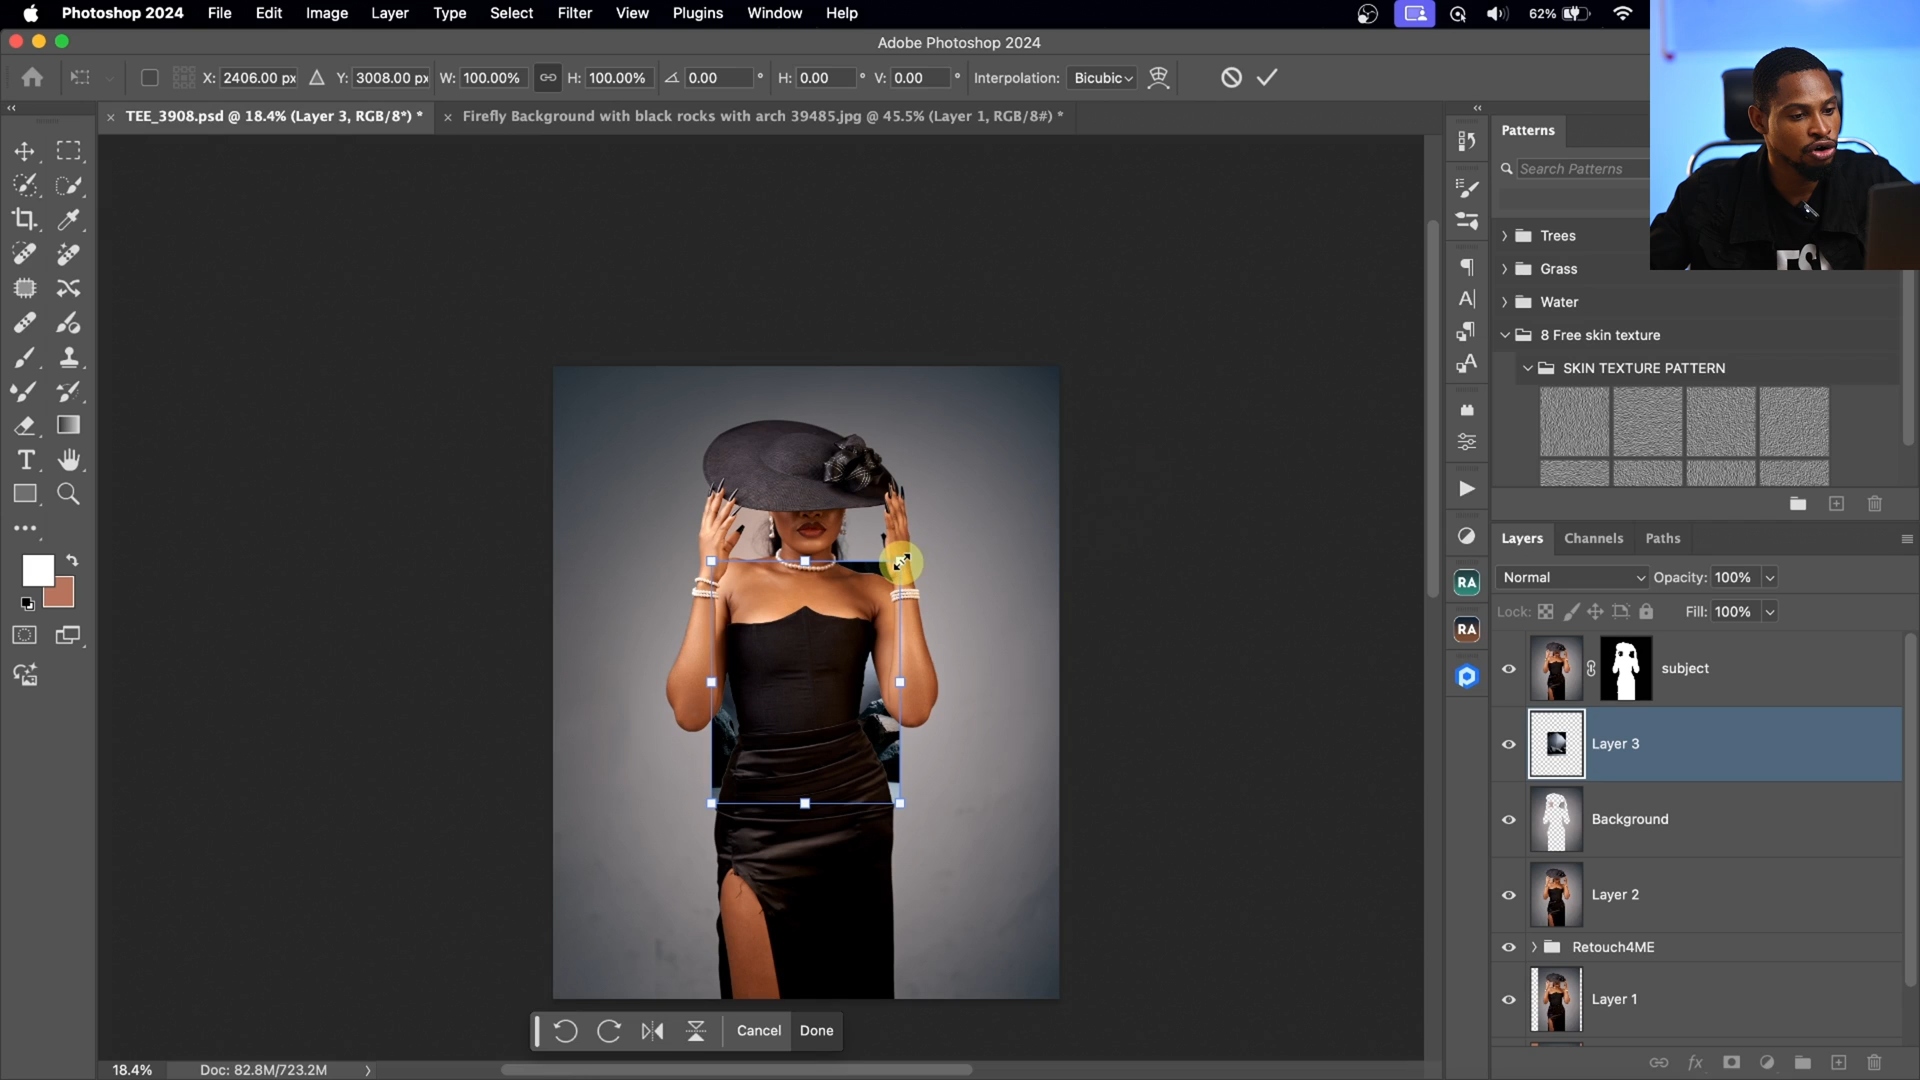 Photoshop 2024 File Edit Image Layer Type Select Filter View Plugins Window Help 62%
Adobe Photoshop 2024
X: 2406.00 px Y: 3008.00 px W: 100.00% H: 100.00% 0.00 ° H: 0.00 ° V: 0.00 ° Interpolation: Bicubic
× TEE_3908.psd @ 18.4% (Layer 3, RGB/8*) * × Firefly Background with black rocks with arch 39485.jpg @ 45.5% (Layer 1, RGB/8#) *
Patterns
Search Patterns
Trees
Grass
Water
8 Free skin texture
SKIN TEXTURE PATTERN
Layers Channels Paths
Normal Opacity: 100%
Lock: Fill: 100%
RA
RA
subject
Layer 3
Background
Layer 2
Retouch4ME
Layer 1
fx
Cancel Done
18.4% Doc: 82.8M/723.2M